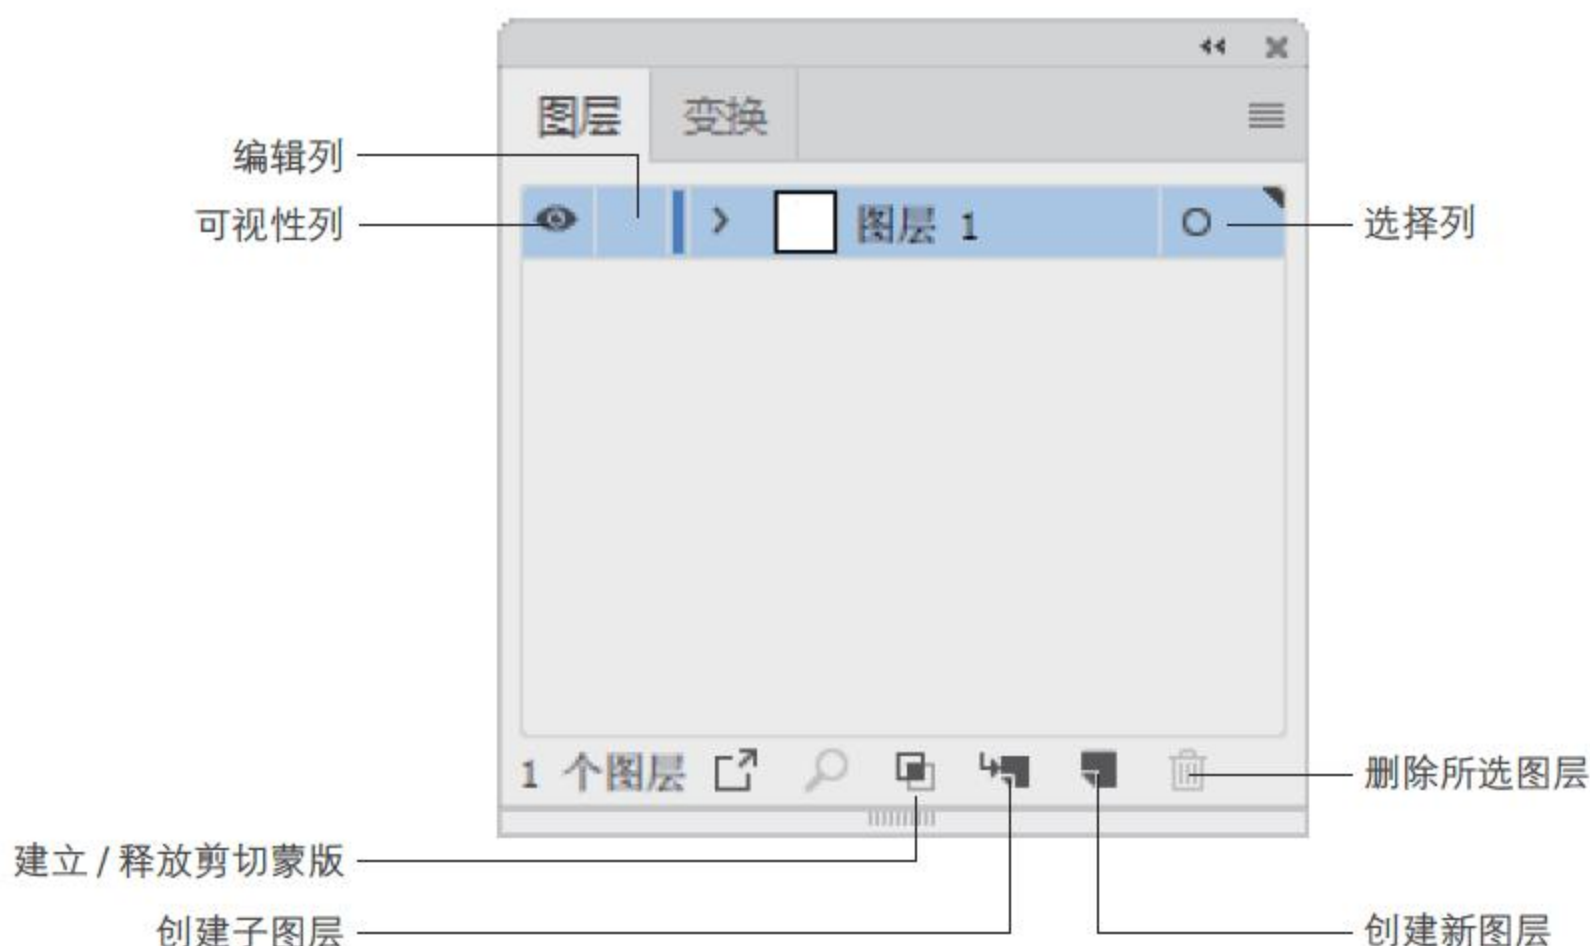 图层 变换
编辑列
可视性列
图层 1
选择列
1 个图层
删除所选图层
建立 / 释放剪切蒙版
创建子图层
创建新图层